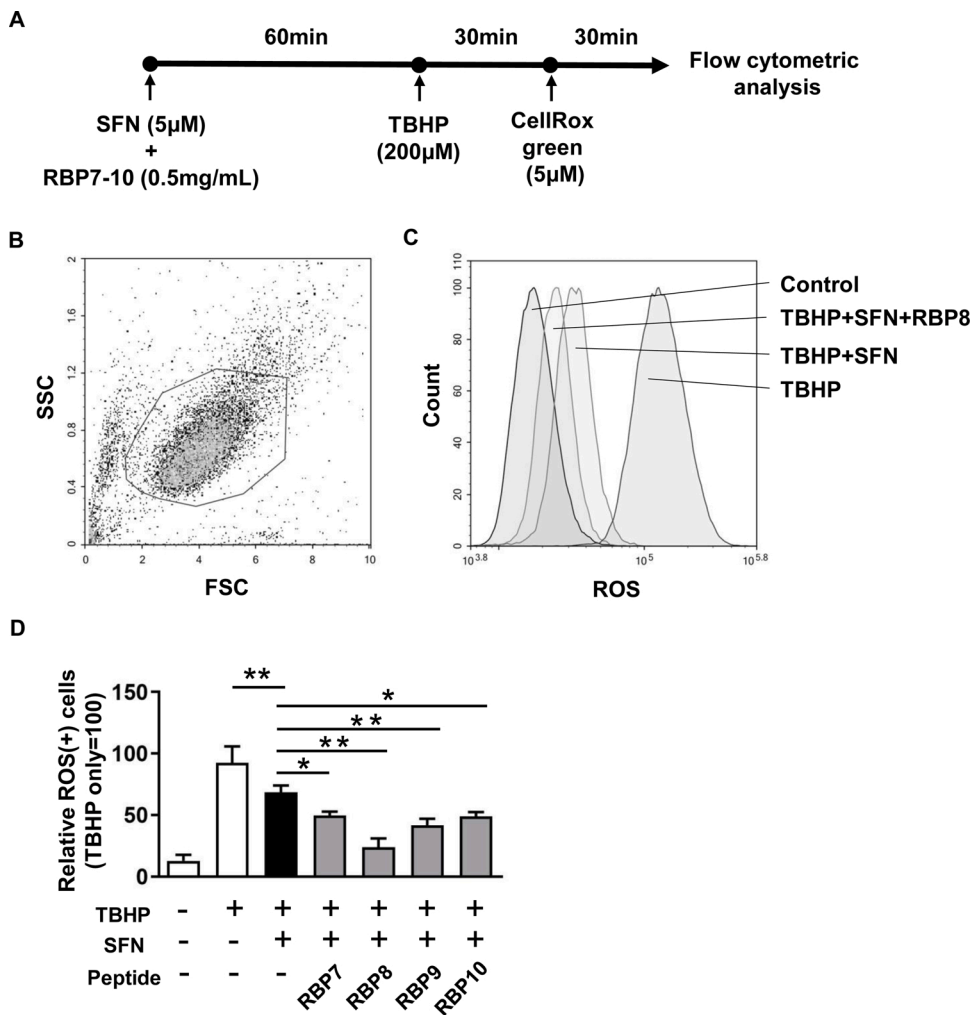 A
60min 30min 30min
Flow cytometric
analysis
SFN (5μM)
+
RBP7-10 (0.5mg/mL)
TBHP
(200μM)
CellRox
green
(5μM)
B
SSC
2
1.6
1.2
0.8
0.4
0
0 2 4 6 8 10
FSC
C
Count
110
100
80
60
40
20
0
10^3.8 10^5 10^5.8
ROS
Control
TBHP+SFN+RBP8
TBHP+SFN
TBHP
D
Relative ROS(+) cells
(TBHP only=100)
150
100
50
0
**
*
**
**
*
TBHP - + + + + + +
SFN - - + + + + +
Peptide - - - RBP7 RBP8 RBP9 RBP10